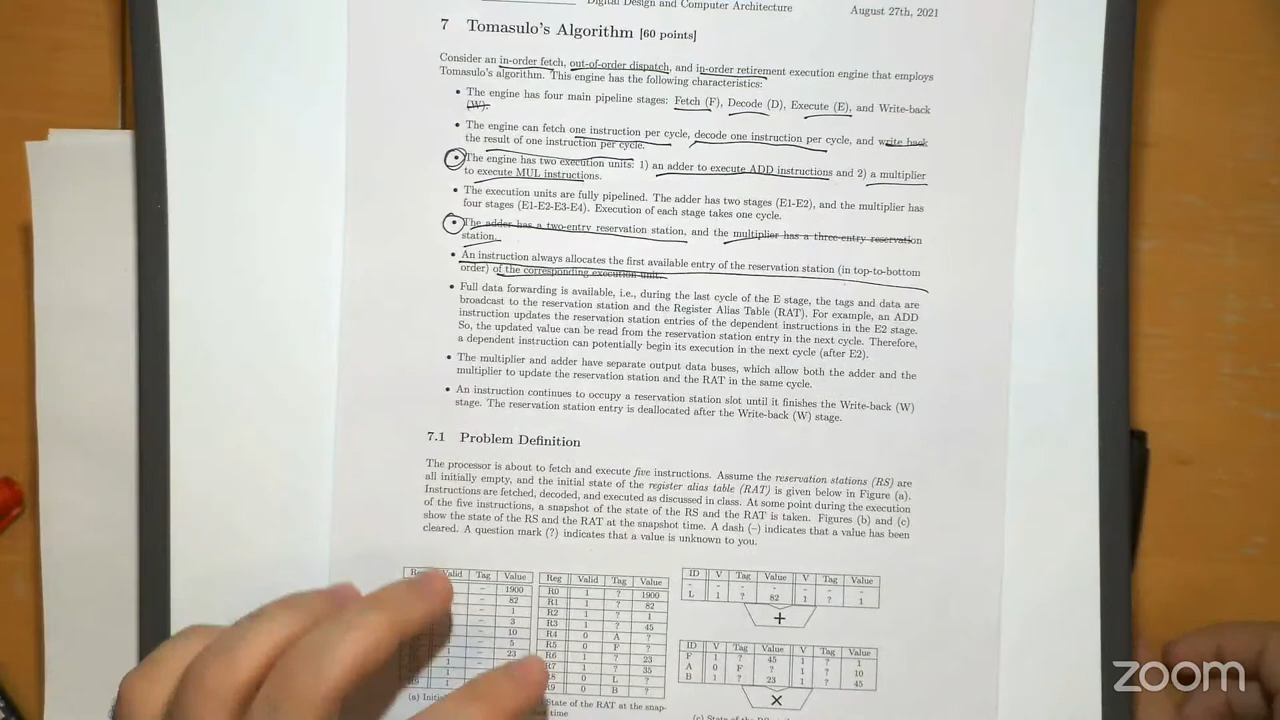 Digital Design and Computer Architecture
August 27th, 2021
7 Tomasulo's Algorithm [60 points]
Consider an in-order fetch, out-of-order dispatch, and in-order retirement execution engine that employs
Tomasulo's algorithm. This engine has the following characteristics:
• The engine has four main pipeline stages: Fetch (F), Decode (D), Execute (E), and Write-back
(W).
• The engine can fetch one instruction per cycle, decode one instruction per cycle, and write back
the result of one instruction per cycle.
• The engine has two execution units: 1) an adder to execute ADD instructions and 2) a multiplier
to execute MUL instructions.
• The execution units are fully pipelined. The adder has two stages (E1-E2), and the multiplier has
four stages (E1-E2-E3-E4). Execution of each stage takes one cycle.
• The adder has a two-entry reservation station, and the multiplier has a three-entry reservation
station.
• An instruction always allocates the first available entry of the reservation station (in top-to-bottom
order) of the corresponding execution unit.
• Full data forwarding is available, i.e., during the last cycle of the E stage, the tags and data are
broadcast to the reservation station and the Register Alias Table (RAT). For example, an ADD
instruction updates the reservation station entries of the dependent instructions in the E2 stage.
So, the updated value can be read from the reservation station entry in the next cycle. Therefore,
a dependent instruction can potentially begin its execution in the next cycle (after E2).
• The multiplier and adder have separate output data buses, which allow both the adder and the
multiplier to update the reservation station and the RAT in the same cycle.
• An instruction continues to occupy a reservation station slot until it finishes the Write-back (W)
stage. The reservation station entry is deallocated after the Write-back (W) stage.
7.1 Problem Definition
The processor is about to fetch and execute five instructions. Assume the reservation stations (RS) are
all initially empty, and the initial state of the register alias table (RAT) is given below in Figure (a).
Instructions are fetched, decoded, and executed as discussed in class. At some point during the execution
of the five instructions, a snapshot of the state of the RS and the RAT is taken. Figures (b) and (c)
show the state of the RS and the RAT at the snapshot time. A dash (–) indicates that a value has been
cleared. A question mark (?) indicates that a value is unknown to you.
Valid Tag Value
– 1900
– 82
– 1
– 3
– 10
– 5
1 – 23
1 –
1
1
Reg Valid Tag Value
R0 1 ? 1900
R1 1 ? 82
R2 1 ? 1
R3 1 ? 45
R4 0 A ?
R5 0 F ?
R6 1 ? 23
R7 1 ? 35
0 L ?
0 B ?
State of the RAT at the snap-
time
ID V Tag Value V Tag Value
- - - - - - -
L 1 ? 82 1 ? 1
+
ID V Tag Value V Tag Value
F 1 ? 45 1 ? 1
A 0 F ? 1 ? 10
B 1 ? 23 1 ? 45
×
zoom